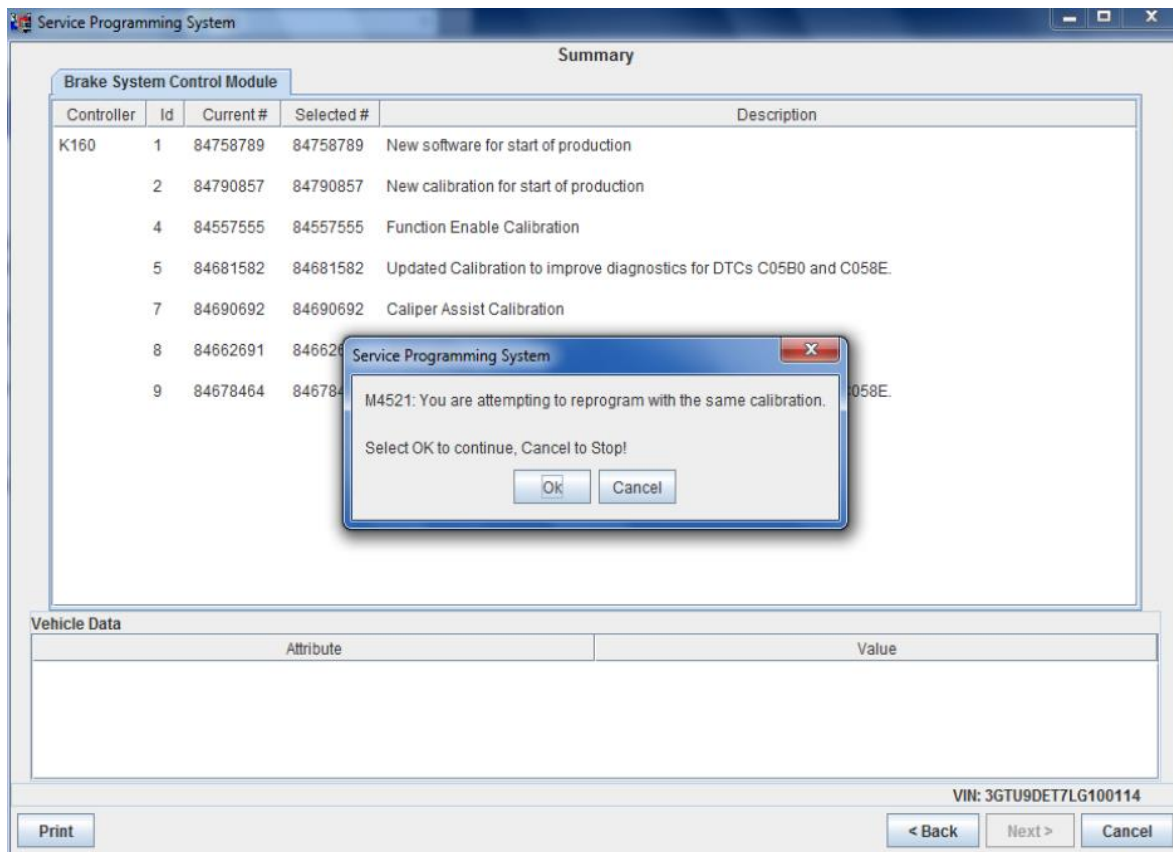 Service Programming System
Summary
Brake System Control Module
Controller Id Current # Selected # Description
K160 1 84758789 84758789 New software for start of production
2 84790857 84790857 New calibration for start of production
4 84557555 84557555 Function Enable Calibration
5 84681582 84681582 Updated Calibration to improve diagnostics for DTCs C05B0 and C058E.
7 84690692 84690692 Caliper Assist Calibration
8 84662691
9 84678464
Service Programming System
M4521: You are attempting to reprogram with the same calibration.
Select OK to continue, Cancel to Stop!
Ok Cancel
Vehicle Data
Attribute Value
VIN: 3GTU9DET7LG100114
Print < Back Next > Cancel